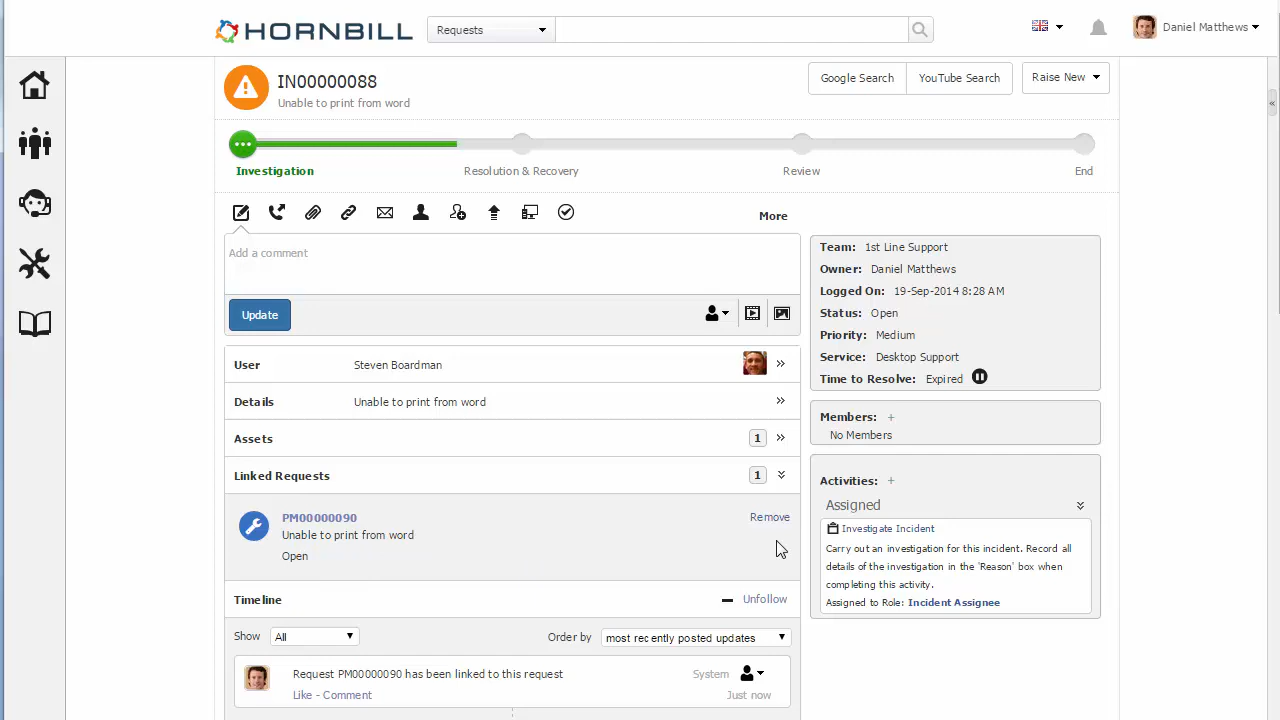 HORNBILL
Requests
Daniel Matthews
IN00000088
Unable to print from word
Google Search
YouTube Search
Raise New
Investigation
Resolution & Recovery
Review
End
More
Add a comment
Update
Team: 1st Line Support
Owner: Daniel Matthews
Logged On: 19-Sep-2014 8:28 AM
Status: Open
Priority: Medium
Service: Desktop Support
Time to Resolve: Expired
User Steven Boardman
Details Unable to print from word
Assets 1
Linked Requests 1
PM00000090
Remove
Unable to print from word
Open
Members: +
No Members
Activities: +
Assigned
Investigate Incident
Carry out an investigation for this incident. Record all
details of the investigation in the 'Reason' box when
completing this activity.
Assigned to Role: Incident Assignee
Timeline
Unfollow
Show All
Order by most recently posted updates
Request PM00000090 has been linked to this request
System
Like - Comment
Just now